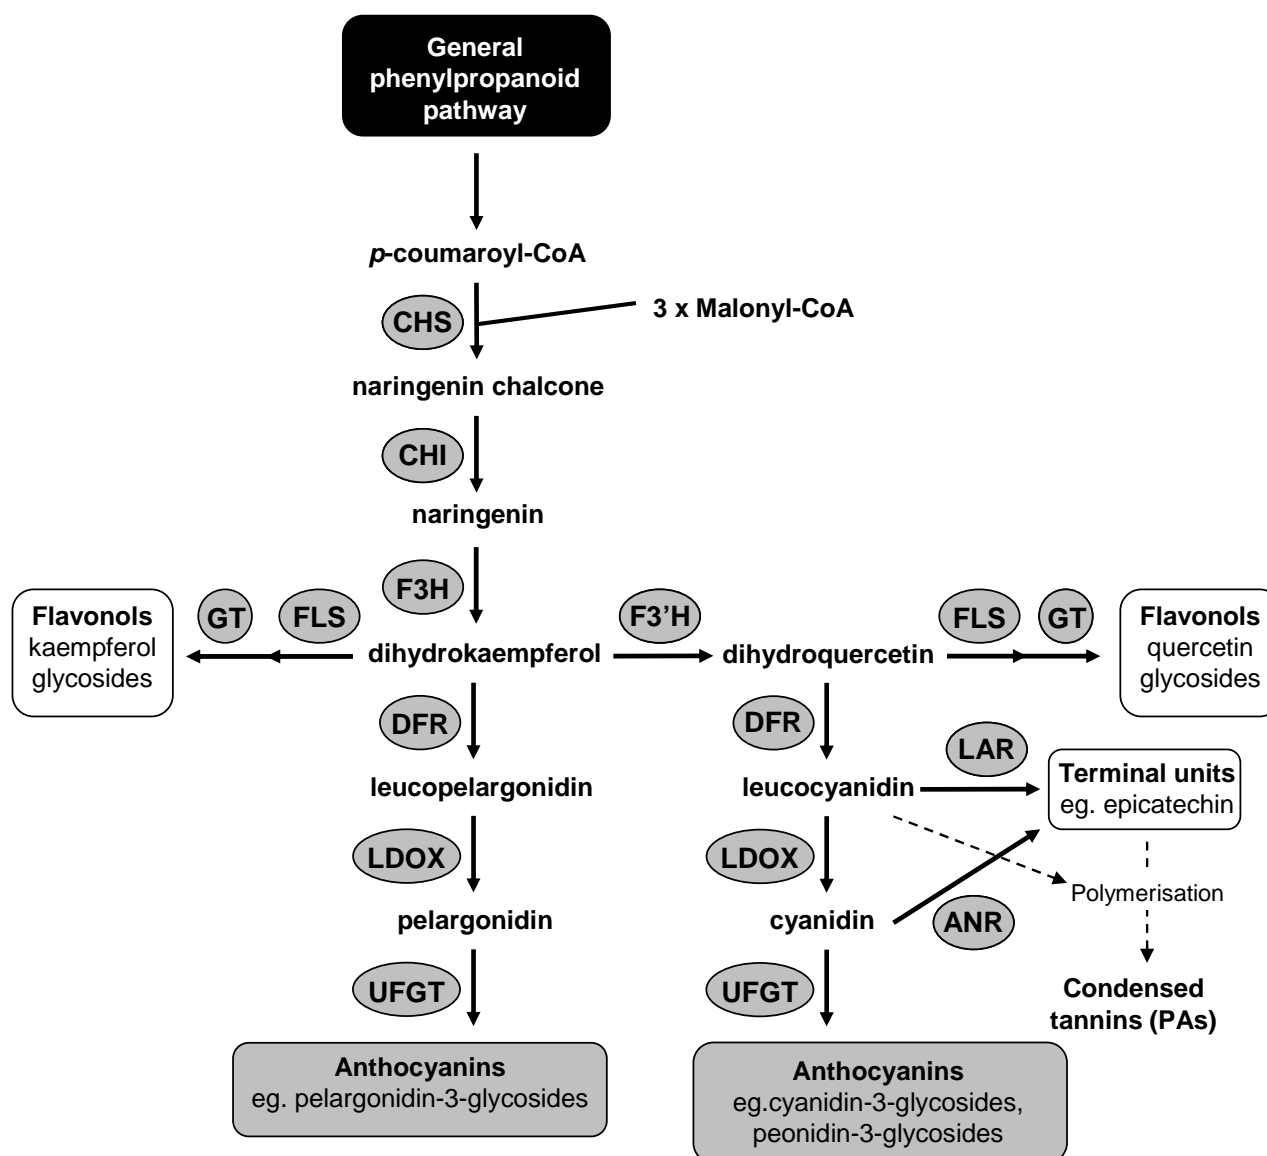 General
phenylpropanoid
pathway
p-coumaroyl-CoA
CHS
3 x Malonyl-CoA
naringenin chalcone
CHI
naringenin
F3H
Flavonols
kaempferol
glycosides
GT
FLS
dihydrokaempferol
F3’H
dihydroquercetin
FLS
GT
Flavonols
quercetin
glycosides
DFR
DFR
LAR
leucopelargonidin
leucocyanidin
Terminal units
eg. epicatechin
LDOX
LDOX
Polymerisation
pelargonidin
cyanidin
ANR
UFGT
UFGT
Condensed
tannins (PAs)
Anthocyanins
eg. pelargonidin-3-glycosides
Anthocyanins
eg.cyanidin-3-glycosides,
peonidin-3-glycosides